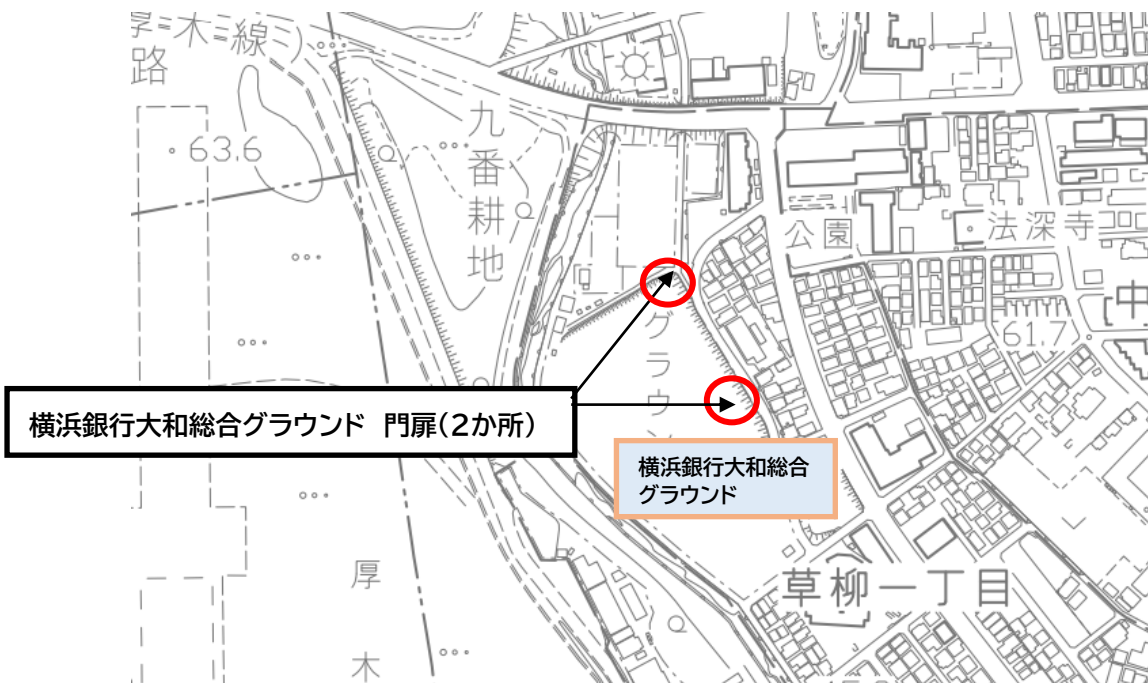 厚木線
路
63.6
九番耕地
公園
法深寺
中
61.7
グラウン
横浜銀行大和総合グラウンド 門扉(2か所)
横浜銀行大和総合
グラウンド
草柳一丁目
厚木